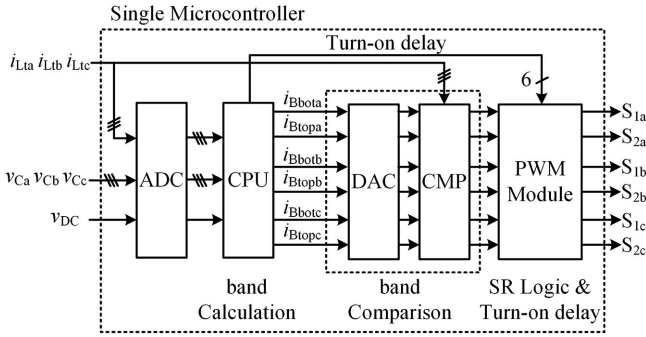 Single Microcontroller
Turn-on delay
iLta iLtb iLtc
6
iBbota
S1a
iBtopa
S2a
iBbotb
S1b
vCa vCb vCc
ADC
CPU
DAC
CMP
PWM
Module
iBtopb
S2b
vDC
iBbotc
S1c
iBtopc
S2c
band
Calculation
band
Comparison
SR Logic &
Turn-on delay